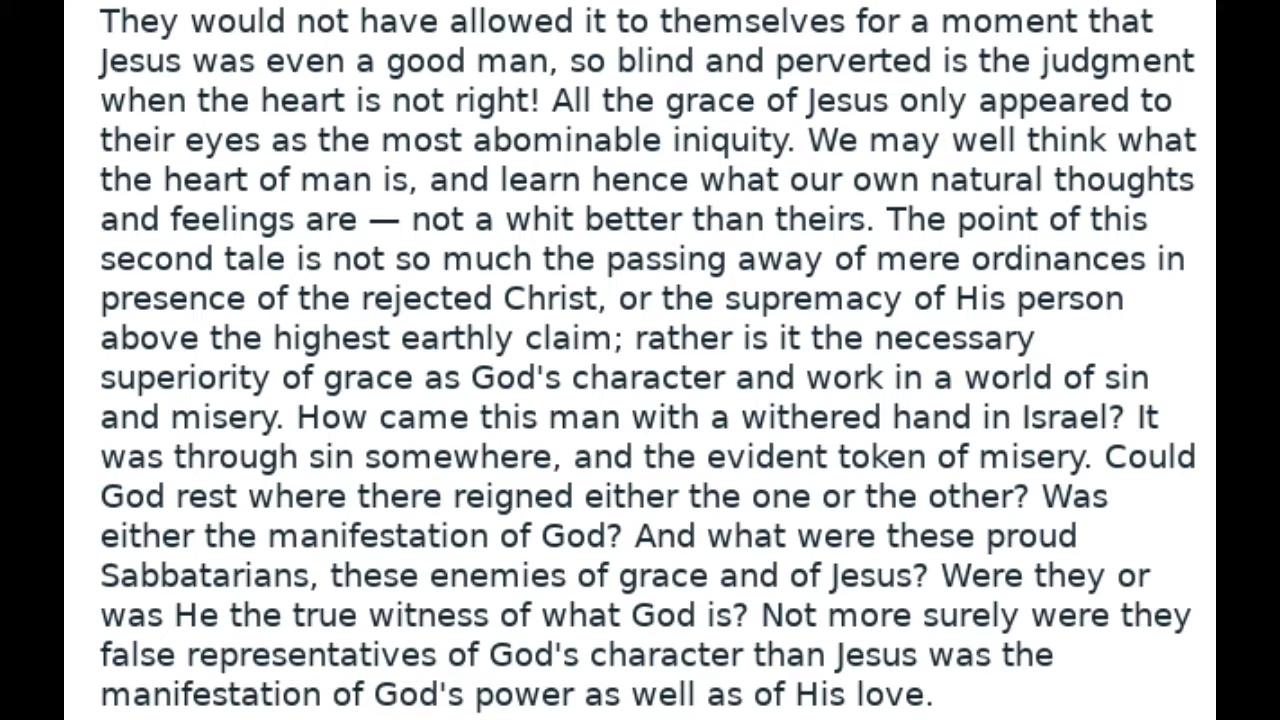 They would not have allowed it to themselves for a moment that
Jesus was even a good man, so blind and perverted is the judgment
when the heart is not right! All the grace of Jesus only appeared to
their eyes as the most abominable iniquity. We may well think what
the heart of man is, and learn hence what our own natural thoughts
and feelings are — not a whit better than theirs. The point of this
second tale is not so much the passing away of mere ordinances in
presence of the rejected Christ, or the supremacy of His person
above the highest earthly claim; rather is it the necessary
superiority of grace as God's character and work in a world of sin
and misery. How came this man with a withered hand in Israel? It
was through sin somewhere, and the evident token of misery. Could
God rest where there reigned either the one or the other? Was
either the manifestation of God? And what were these proud
Sabbatarians, these enemies of grace and of Jesus? Were they or
was He the true witness of what God is? Not more surely were they
false representatives of God's character than Jesus was the
manifestation of God's power as well as of His love.